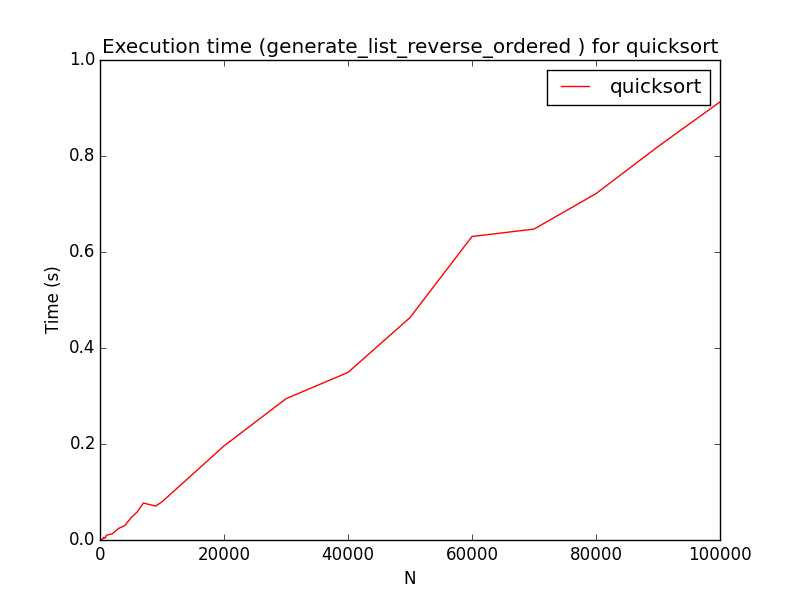 Execution time (generate_list_reverse_ordered ) for quicksort
1.0
quicksort
0.8
0.6
Time (s)
0.4
0.2
0.0
0 20000 40000 60000 80000 100000
N